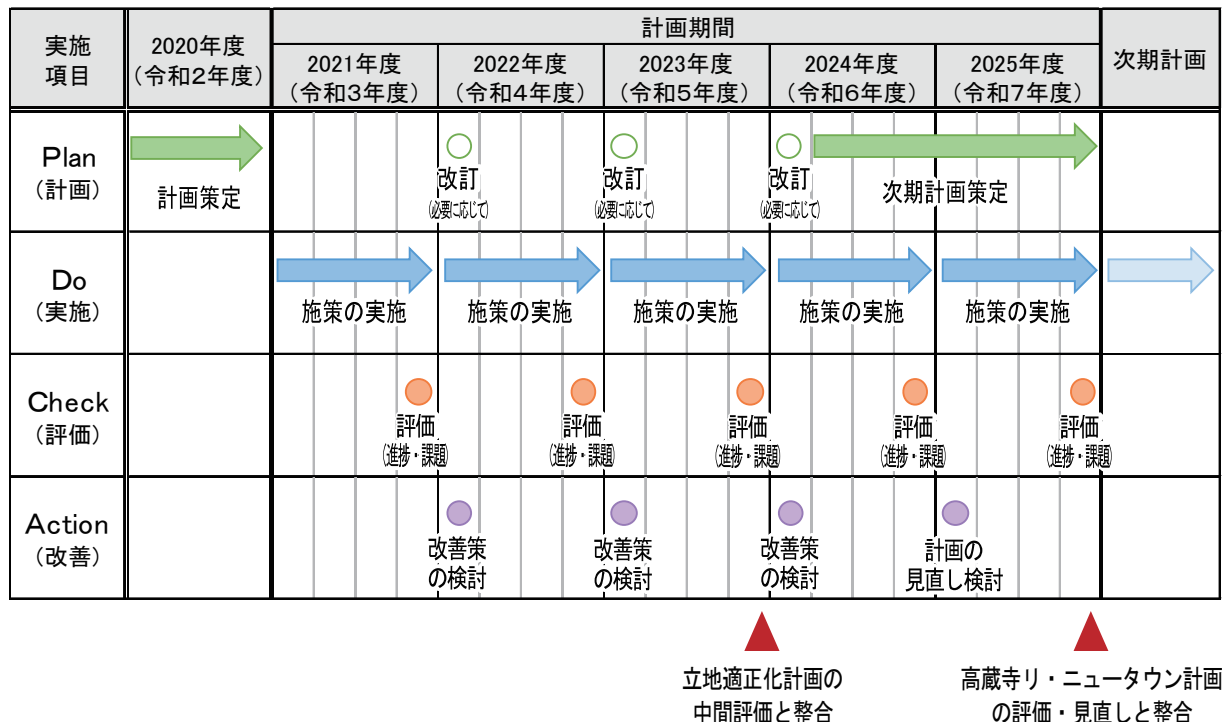 実施
項目
2020年度
（令和2年度）
計画期間
2021年度
（令和3年度）
2022年度
（令和4年度）
2023年度
（令和5年度）
2024年度
（令和6年度）
2025年度
（令和7年度）
次期計画
Plan
（計画）
計画策定
改訂
（必要に応じて）
改訂
（必要に応じて）
改訂
（必要に応じて）
次期計画策定
Do
（実施）
施策の実施
施策の実施
施策の実施
施策の実施
施策の実施
Check
（評価）
評価
（進捗・課題）
評価
（進捗・課題）
評価
（進捗・課題）
評価
（進捗・課題）
評価
（進捗・課題）
Action
（改善）
改善策
の検討
改善策
の検討
改善策
の検討
計画の
見直し検討
立地適正化計画の
中間評価と整合
高蔵寺リ・ニュータウン計画
の評価・見直しと整合